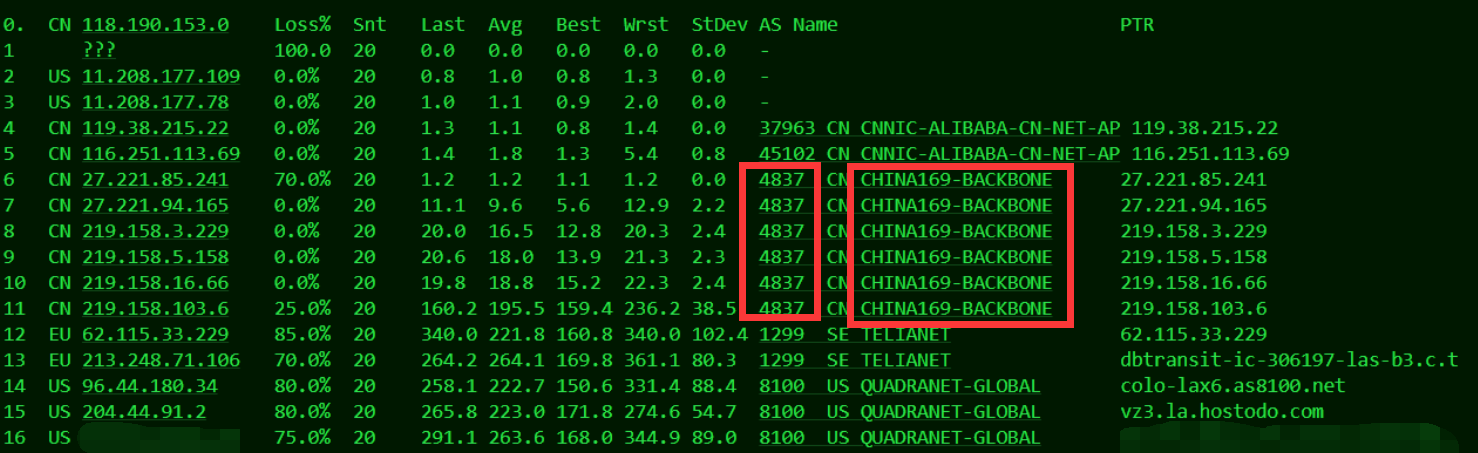 0. CN 118.190.153.0 Loss% Snt Last Avg Best Wrst StDev AS Name PTR
1 ??? 100.0 20 0.0 0.0 0.0 0.0 0.0 -
2 US 11.208.177.109 0.0% 20 0.8 1.0 0.8 1.3 0.0 -
3 US 11.208.177.78 0.0% 20 1.0 1.1 0.9 2.0 0.0 -
4 CN 119.38.215.22 0.0% 20 1.3 1.1 0.8 1.4 0.0 37963 CN CNNIC-ALIBABA-CN-NET-AP 119.38.215.22
5 CN 116.251.113.69 0.0% 20 1.4 1.8 1.3 5.4 0.8 45102 CN CNNIC-ALIBABA-CN-NET-AP 116.251.113.69
6 CN 27.221.85.241 70.0% 20 1.2 1.2 1.1 1.2 0.0 4837 CN CHINA169-BACKBONE 27.221.85.241
7 CN 27.221.94.165 0.0% 20 11.1 9.6 5.6 12.9 2.2 4837 CN CHINA169-BACKBONE 27.221.94.165
8 CN 219.158.3.229 0.0% 20 20.0 16.5 12.8 20.3 2.4 4837 CN CHINA169-BACKBONE 219.158.3.229
9 CN 219.158.5.158 0.0% 20 20.6 18.0 13.9 21.3 2.3 4837 CN CHINA169-BACKBONE 219.158.5.158
10 CN 219.158.16.66 0.0% 20 19.8 18.8 15.2 22.3 2.4 4837 CN CHINA169-BACKBONE 219.158.16.66
11 CN 219.158.103.6 25.0% 20 160.2 195.5 159.4 236.2 38.5 4837 CN CHINA169-BACKBONE 219.158.103.6
12 EU 62.115.33.229 85.0% 20 340.0 221.8 160.8 340.0 102.4 1299 SE TELIANET 62.115.33.229
13 EU 213.248.71.106 70.0% 20 264.2 264.1 169.8 361.1 80.3 1299 SE TELIANET dbtransit-ic-306197-las-b3.c.t
14 US 96.44.180.34 80.0% 20 258.1 222.7 150.6 331.4 88.4 8100 US QUADRANET-GLOBAL colo-lax6.as8100.net
15 US 204.44.91.2 80.0% 20 265.8 223.0 171.8 274.6 54.7 8100 US QUADRANET-GLOBAL vz3.la.hostodo.com
16 US 75.0% 20 291.1 263.6 168.0 344.9 89.0 8100 US QUADRANET-GLOBAL